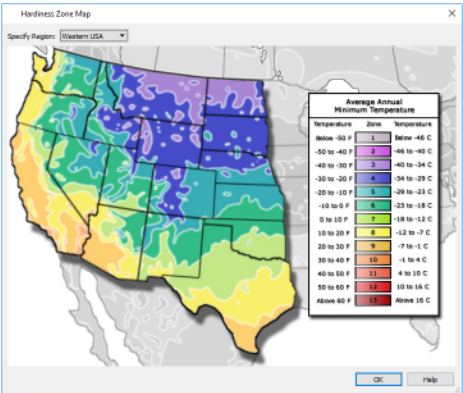 Hardiness Zone Map
Specify Region: Western USA
Average Annual
Minimum Temperature
Temperature Zone Temperature
Below -50 F 1 Below -46 C
-50 to -40 F 2 -46 to -40 C
-40 to -30 F 3 -40 to -34 C
-30 to -20 F 4 -34 to -29 C
-20 to -10 F 5 -29 to -23 C
-10 to 0 F 6 -23 to -18 C
0 to 10 F 7 -18 to -12 C
10 to 20 F 8 -12 to -7 C
20 to 30 F 9 -7 to -1 C
30 to 40 F 10 -1 to 4 C
40 to 50 F 11 4 to 10 C
50 to 60 F 12 10 to 16 C
Above 60 F 13 Above 16 C
OK Help